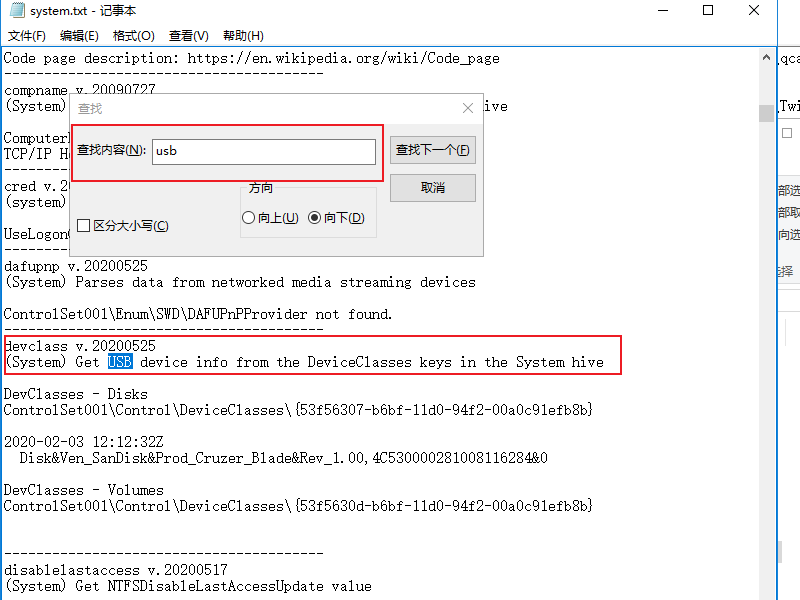 system.txt - 记事本
文件(F) 编辑(E) 格式(O) 查看(V) 帮助(H)
Code page description: https://en.wikipedia.org/wiki/Code_page
----------------------------------------
compname v.20090727
(System)
ive
查找
查找内容(N): usb
查找下一个(F)
取消
方向
向上(U) 向下(D)
区分大小写(C)
TCP/IP
cred v.2
(system)
dafupnp v.20200525
(System) Parses data from networked media streaming devices
ControlSet001\Enum\SWD\DAFUPnPProvider not found.
----------------------------------------
devclass v.20200525
(System) Get USB device info from the DeviceClasses keys in the System hive
DevClasses - Disks
ControlSet001\Control\DeviceClasses\{53f56307-b6bf-11d0-94f2-00a0c91efb8b}
2020-02-03 12:12:32Z
Disk&Ven_SanDisk&Prod_Cruzer_Blade&Rev_1.00,4C530000281008116284&0
DevClasses - Volumes
ControlSet001\Control\DeviceClasses\{53f5630d-b6bf-11d0-94f2-00a0c91efb8b}
----------------------------------------
disablelastaccess v.20200517
(System) Get NTFSDisableLastAccessUpdate value
.qca
.Twi
部选
部取
向选
选择